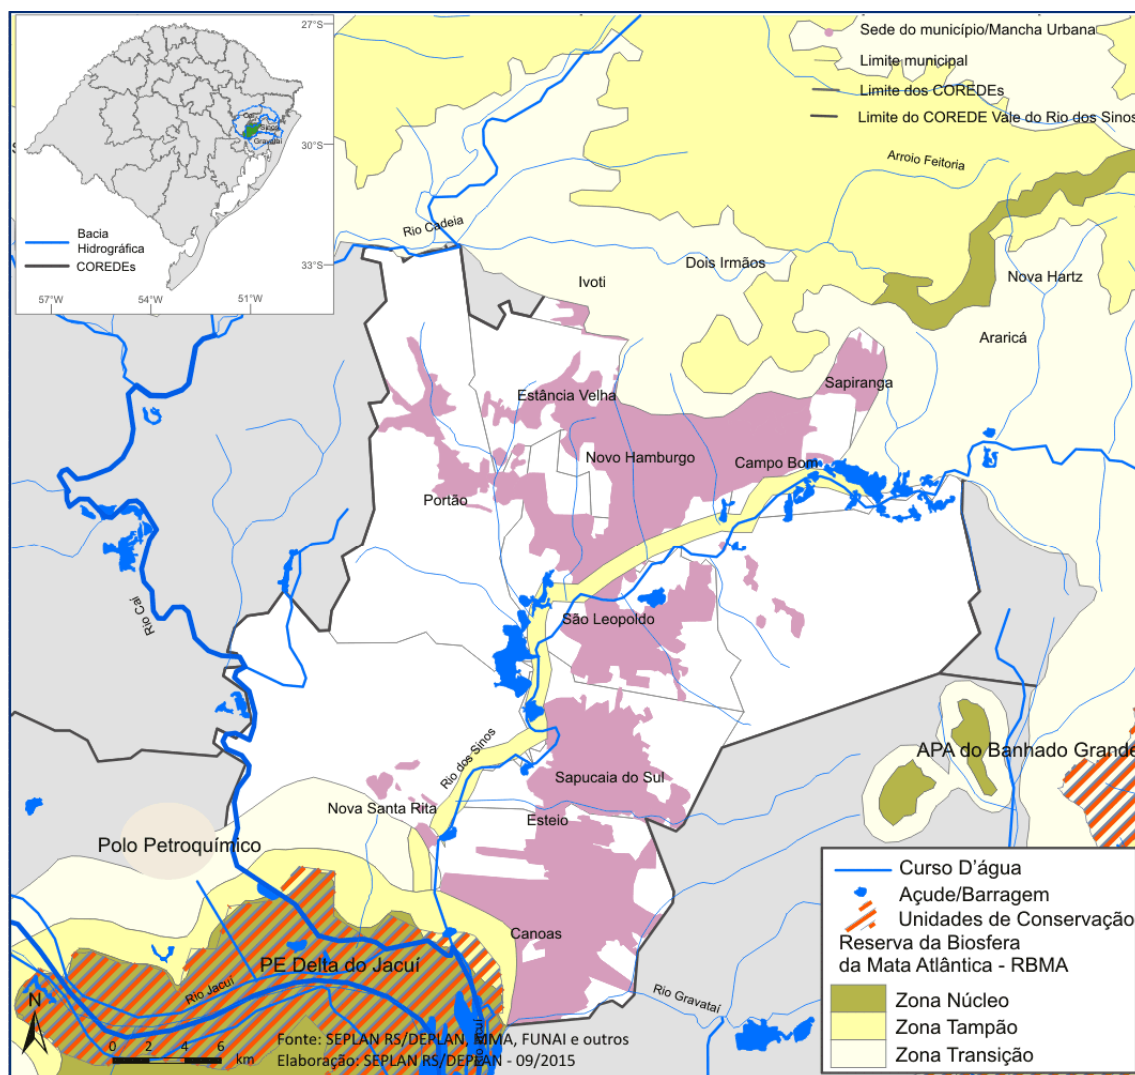 27°S
30°S
33°S
57°W
54°W
51°W
Caí
Sinos
Gravataí
Bacia
Hidrográfica
COREDEs
Sede do município/Mancha Urbana
Limite municipal
Limite dos COREDEs
Limite do COREDE Vale do Rio dos Sinos
Arroio Feitoria
Rio Cadeia
Dois Irmãos
Ivoti
Nova Hartz
Araricá
Sapiranga
Estância Velha
Novo Hamburgo
Campo Bom
Portão
São Leopoldo
Rio Caí
Rio dos Sinos
APA do Banhado Grande
Sapucaia do Sul
Nova Santa Rita
Esteio
Polo Petroquímico
Canoas
PE Delta do Jacuí
Rio Jacuí
Rio Gravataí
N
0 2 4 6
km
Fonte: SEPLAN RS/DEPLAN, MMA, FUNAI e outros
Elaboração: SEPLAN RS/DEPLAN - 09/2015
Curso D'água
Açude/Barragem
Unidades de Conservação
Reserva da Biosfera
da Mata Atlântica - RBMA
Zona Núcleo
Zona Tampão
Zona Transição